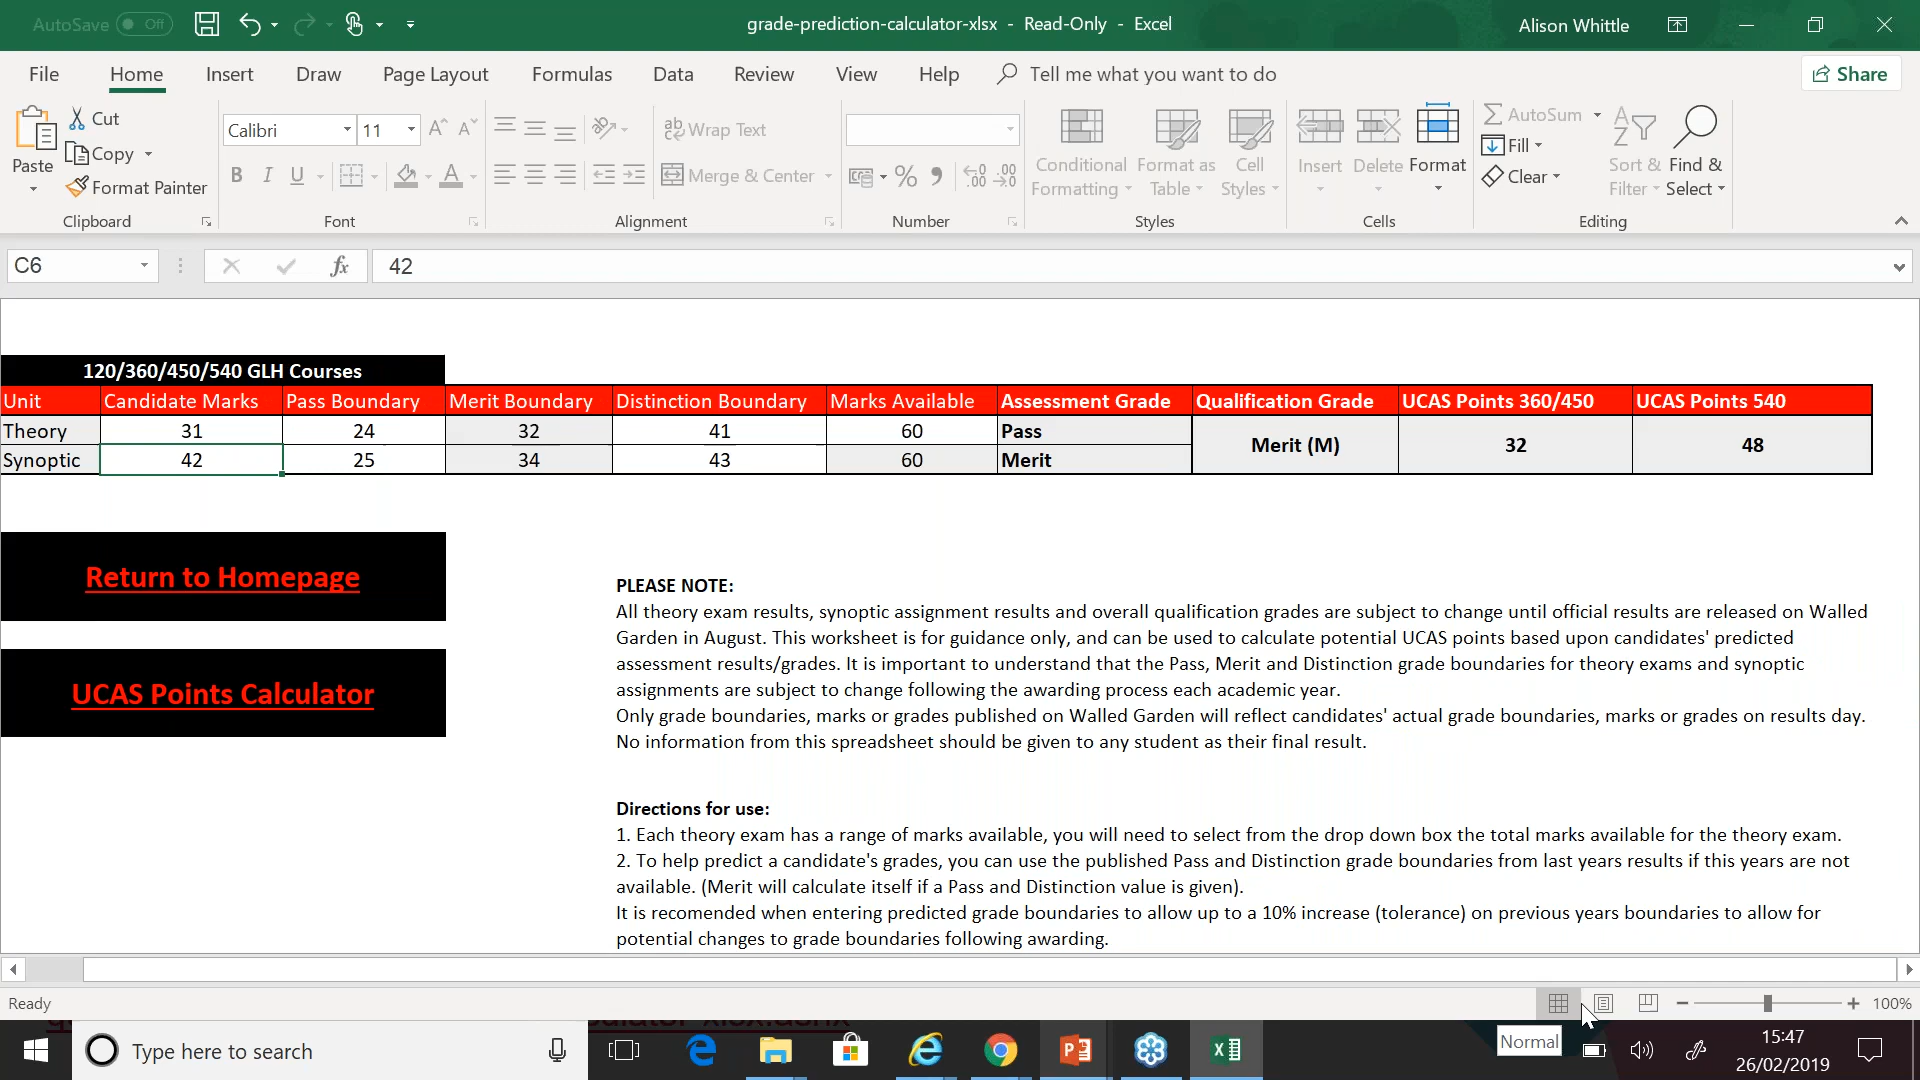 AutoSave Off
grade-prediction-calculator-xlsx - Read-Only - Excel
Alison Whittle
File Home Insert Draw Page Layout Formulas Data Review View Help Tell me what you want to do Share
Paste
Cut
Copy
Format Painter
Clipboard
Calibri 11
B I U
Font
Wrap Text
Merge & Center
Alignment
Number
Conditional Formatting
Format as Table
Cell Styles
Styles
Insert Delete Format
Cells
AutoSum
Fill
Clear
Sort & Filter
Find & Select
Editing
C6 fx 42
120/360/450/540 GLH Courses
Unit Candidate Marks Pass Boundary Merit Boundary Distinction Boundary Marks Available Assessment Grade Qualification Grade UCAS Points 360/450 UCAS Points 540
Theory 31 24 32 41 60 Pass
Merit (M) 32 48
Synoptic 42 25 34 43 60 Merit
Return to Homepage
UCAS Points Calculator
PLEASE NOTE:
All theory exam results, synoptic assignment results and overall qualification grades are subject to change until official results are released on Walled
Garden in August. This worksheet is for guidance only, and can be used to calculate potential UCAS points based upon candidates' predicted
assessment results/grades. It is important to understand that the Pass, Merit and Distinction grade boundaries for theory exams and synoptic
assignments are subject to change following the awarding process each academic year.
Only grade boundaries, marks or grades published on Walled Garden will reflect candidates' actual grade boundaries, marks or grades on results day.
No information from this spreadsheet should be given to any student as their final result.
Directions for use:
1. Each theory exam has a range of marks available, you will need to select from the drop down box the total marks available for the theory exam.
2. To help predict a candidate's grades, you can use the published Pass and Distinction grade boundaries from last years results if this years are not
available. (Merit will calculate itself if a Pass and Distinction value is given).
It is recomended when entering predicted grade boundaries to allow up to a 10% increase (tolerance) on previous years boundaries to allow for
potential changes to grade boundaries following awarding.
Ready
100%
Type here to search
Normal
15:47
26/02/2019